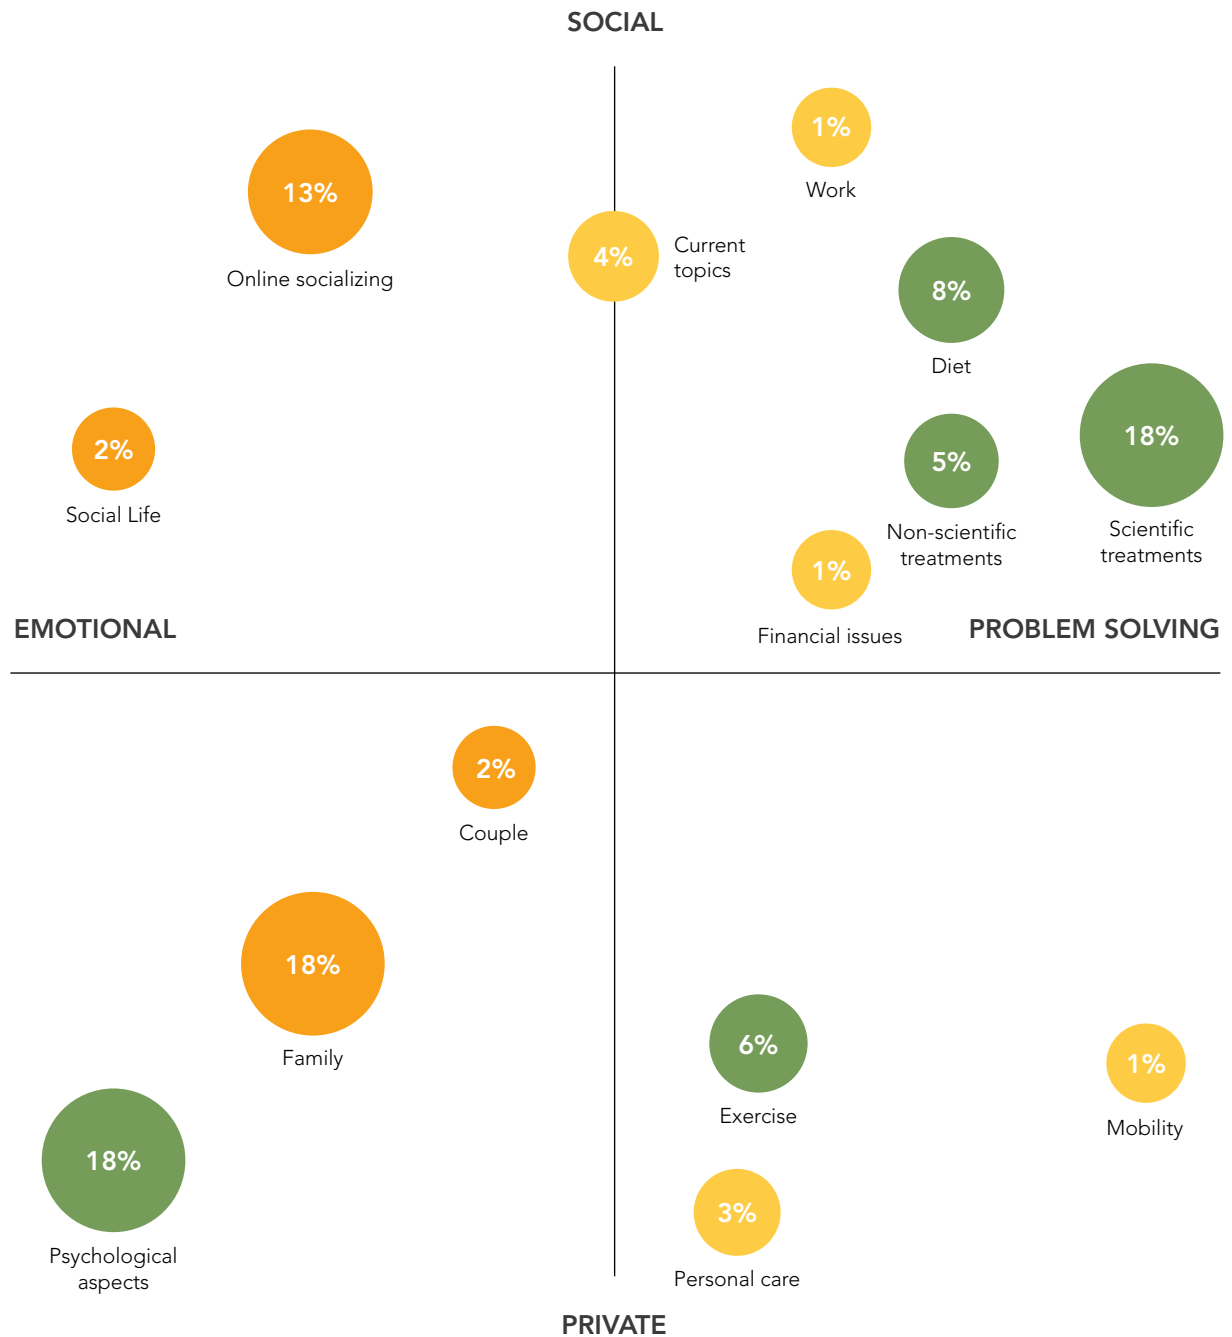 SOCIAL
1%
Work
13%
Online socializing
4%
Current
topics
8%
Diet
2%
Social Life
5%
Non-scientific
treatments
18%
Scientific
treatments
1%
Financial issues
EMOTIONAL
PROBLEM SOLVING
2%
Couple
18%
Family
6%
Exercise
1%
Mobility
18%
Psychological
aspects
3%
Personal care
PRIVATE